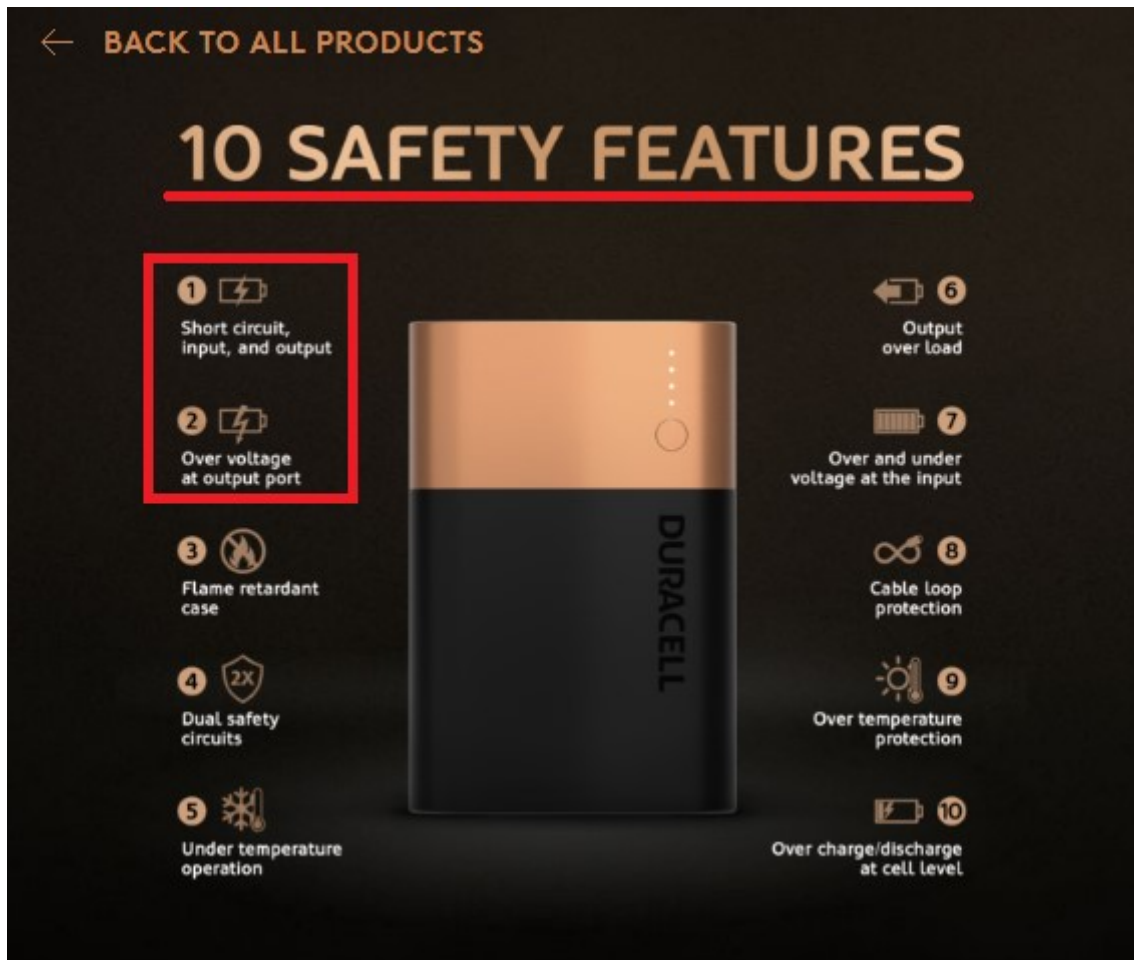 ← BACK TO ALL PRODUCTS
10 SAFETY FEATURES
1
Short circuit,
input, and output
2
Over voltage
at output port
3
Flame retardant
case
4
2X
Dual safety
circuits
5
Under temperature
operation
DURACELL
6
Output
over load
7
Over and under
voltage at the input
8
Cable loop
protection
9
Over temperature
protection
10
Over charge/discharge
at cell level